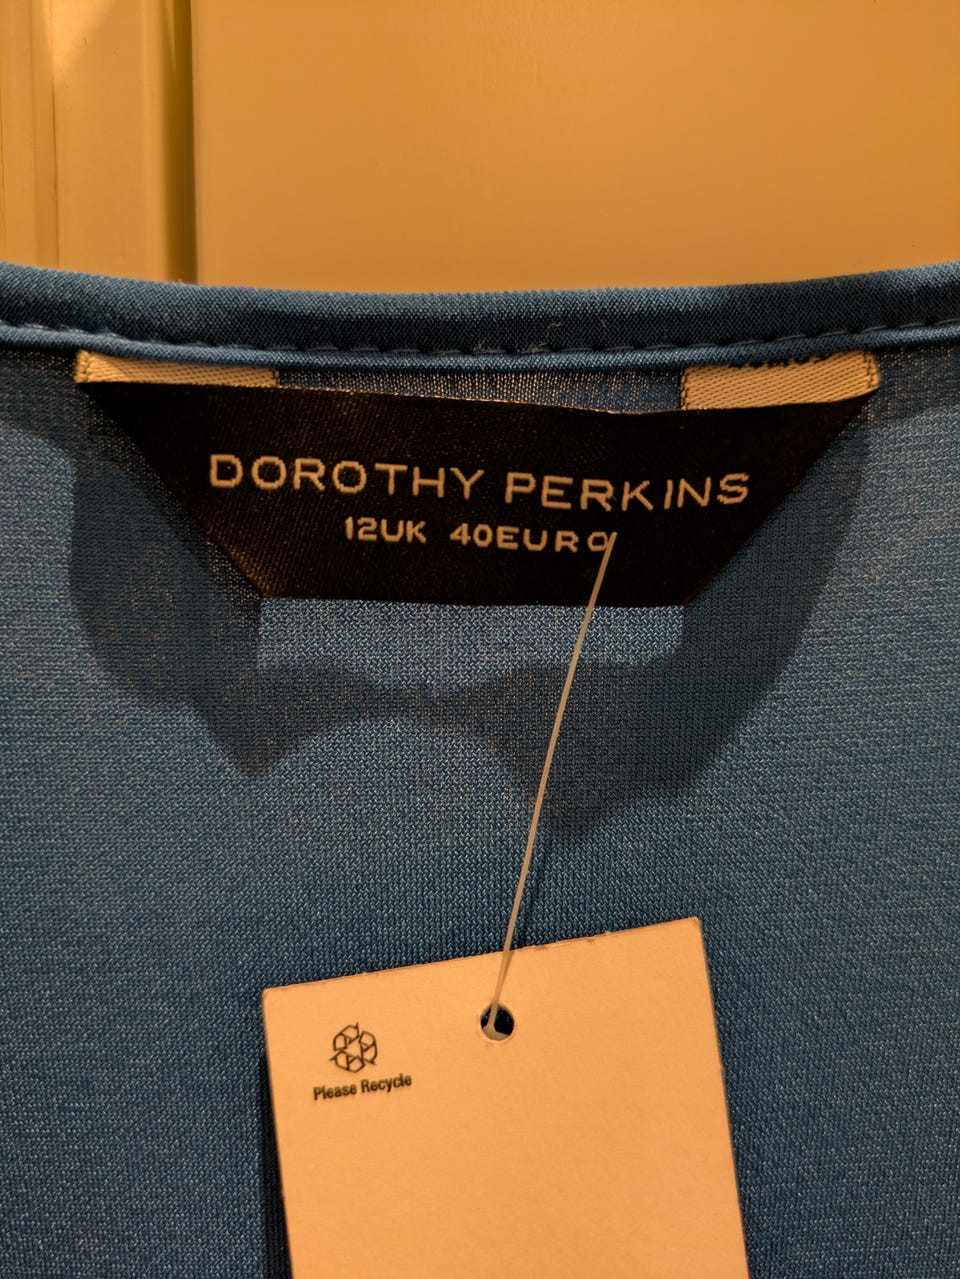 DOROTHY PERKINS
12UK 40EURO
Please Recycle